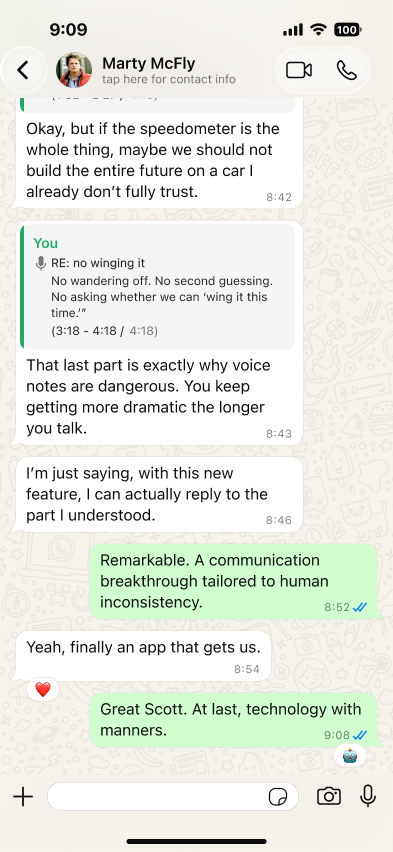 9:09
100
Marty McFly
tap here for contact info
Okay, but if the speedometer is the
whole thing, maybe we should not
build the entire future on a car I
already don’t fully trust.
8:42
You
RE: no winging it
No wandering off. No second guessing.
No asking whether we can ‘wing it this
time.’”
(3:18 - 4:18 / 4:18)
That last part is exactly why voice
notes are dangerous. You keep
getting more dramatic the longer
you talk.
8:43
I’m just saying, with this new
feature, I can actually reply to the
part I understood.
8:46
Remarkable. A communication
breakthrough tailored to human
inconsistency.
8:52
Yeah, finally an app that gets us.
8:54
Great Scott. At last, technology with
manners.
9:08